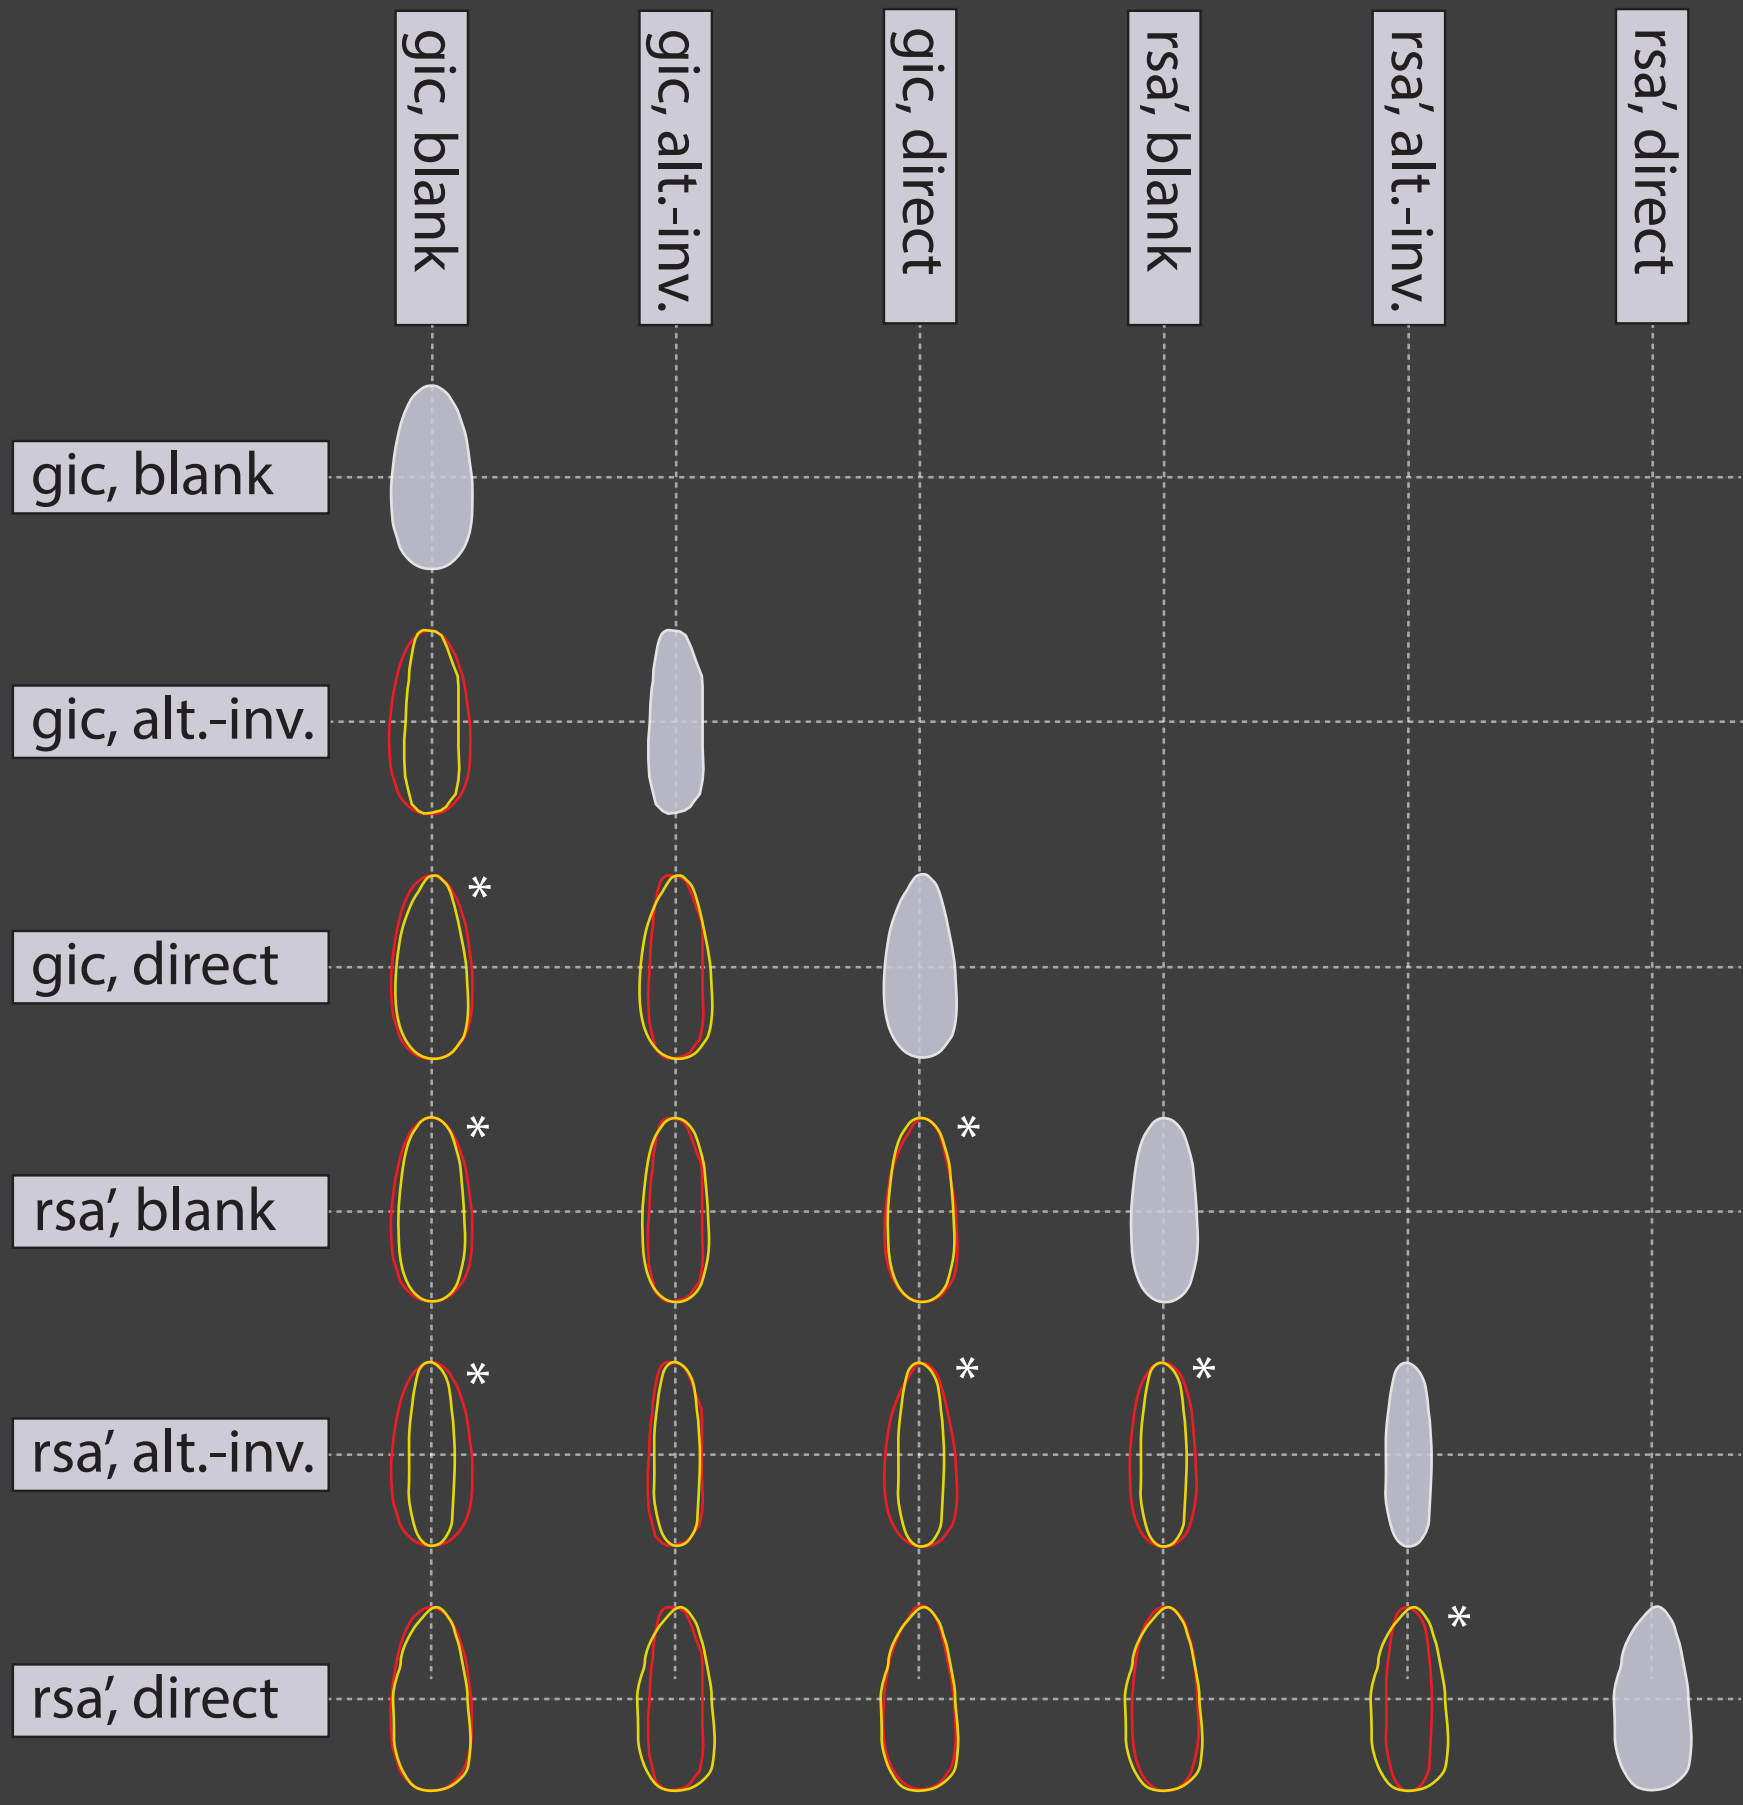 gic, blank
gic, alt.-inv.
gic, direct
rsa’, blank
rsa’, alt.-inv.
rsa’, direct
gic, blank
gic, alt.-inv.
gic, direct
*
rsa’, blank
* *
rsa’, alt.-inv.
* * *
rsa’, direct
*